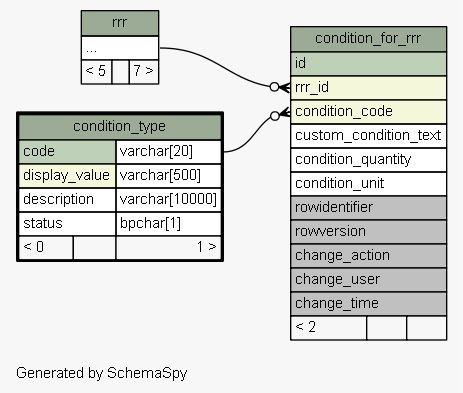 rrr
...
< 5 7 >
condition_for_rrr
id
rrr_id
condition_code
custom_condition_text
condition_quantity
condition_unit
rowidentifier
rowversion
change_action
change_user
change_time
< 2
condition_type
code varchar[20]
display_value varchar[500]
description varchar[10000]
status bpchar[1]
< 0 1 >
Generated by SchemaSpy